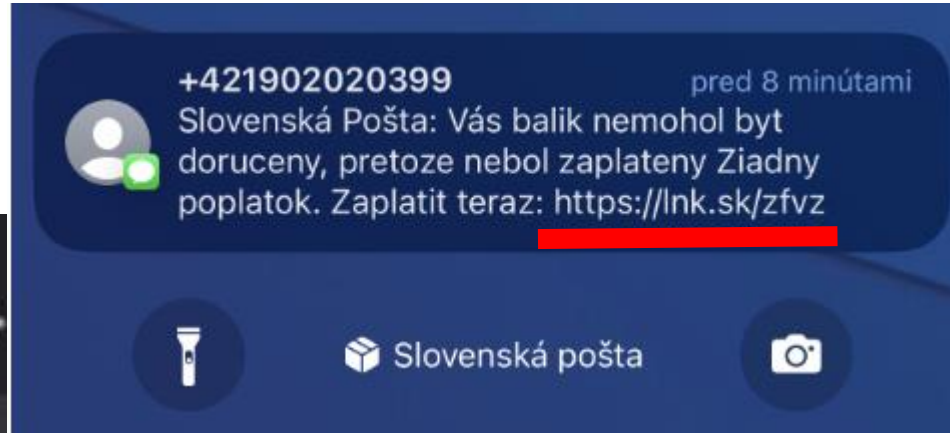 +421902020399 pred 8 minútami
Slovenská Pošta: Vás balik nemohol byt
doruceny, pretoze nebol zaplateny Ziadny
poplatok. Zaplatit teraz: https://lnk.sk/zfvz
Slovenská pošta